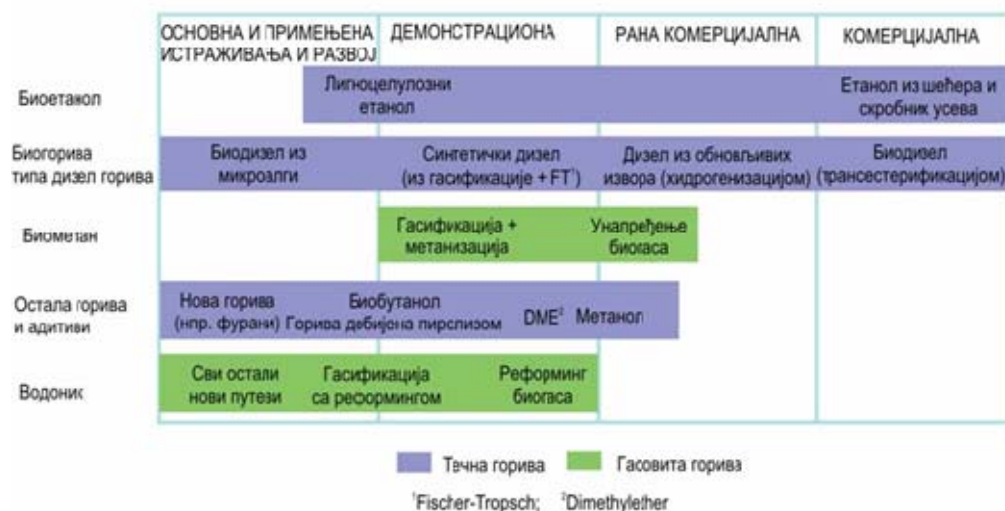 ОСНОВНА И ПРИМЕЊЕНА
ИСТРАЖИВАЊА И РАЗВОЈ
ДЕМОНСТРАЦИОНА
РАНА КОМЕРЦИЈАЛНА
КОМЕРЦИЈАЛНА
Биоетанол
Лигноцелулозни
етанол
Етанол из шећера и
скробник усева
Биогорива
типа дизел горива
Биодизел из
микроалги
Синтетички дизел
(из гасификације + FT¹)
Дизел из обновљивих
извора (хидрогенизацијом)
Биодизел
(трансестерификацијом)
Биометан
Гасификација +
метанизација
Унапређење
биогаса
Остала горива
и адитиви
Нова горива
(нпр. фурани)
Биобутанол
Горива дебијена пирслизом
DME² Метанол
Водоник
Сви остали
нови путеви
Гасификација
са реформингом
Реформинг
биогаса
Течна горива
Гасовита горива
¹Fischer-Tropsch; ²Dimethylether